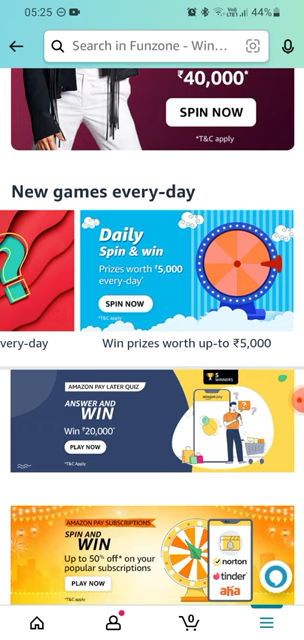 05:25
44%
Search in Funzone - Win...
₹40,000*
SPIN NOW
*T&C apply
New games every-day
Daily
Spin & win
Prizes worth ₹5,000
every-day*
SPIN NOW
*T&C apply
very-day
Win prizes worth up-to ₹5,000
5
WINNERS
AMAZON PAY LATER QUIZ
ANSWER AND
WIN
Win ₹20,000*
PLAY NOW
*T&C Apply
AMAZON PAY SUBSCRIPTIONS
SPIN AND
WIN
Up to 50% off* on your
popular subscriptions
PLAY NOW
*T&C apply
norton
tinder
aha
0